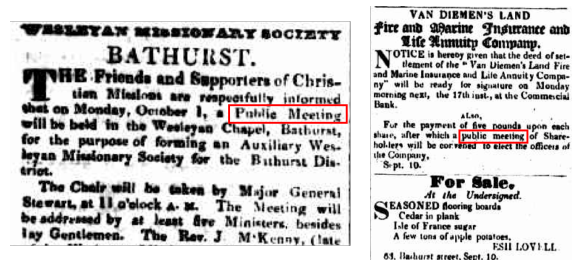 WESLEYAN MISSIONARY SOCIETY
BATHURST.
THE Friends and Supporters of Chris-
tian Missions are respectfully informed
that on Monday, October 1, a Public Meeting
will be held in the Wesleyan Chapel, Bathurst,
for the purpose of forming an Auxiliary Wes-
leyan Missionary Society for the Bathurst Dis-
trict.
The Chair will be taken by Major General
Stewart, at 11 o'clock A. M. The Meeting will
be addressed by at least five Ministers, besides
lay Gentlemen. The Rev. J M'Kenny, (late
VAN DIEMEN'S LAND
Fire and Marine Insurance and
Life Annuity Company.
NOTICE is hereby given that the deed of set-
tlement of the "Van Diemen's Land Fire
and Marine Insurance and Life Annuity Compa-
ny" will be ready for signature on Monday
morning next, the 17th inst., at the Commercial
Bank.
ALSO,
For the payment of five pounds upon each
share, after which a public meeting of Share-
holders will be convened to elect the officers of
the Company,
Sept. 10.
For Sale,
At the Undersigned.
SEASONED flooring boards
Cedar in plank
Isle of France sugar
A few tons of apple potatoes.
ESH LOVELL
63, Bathurst street, Sept. 10.